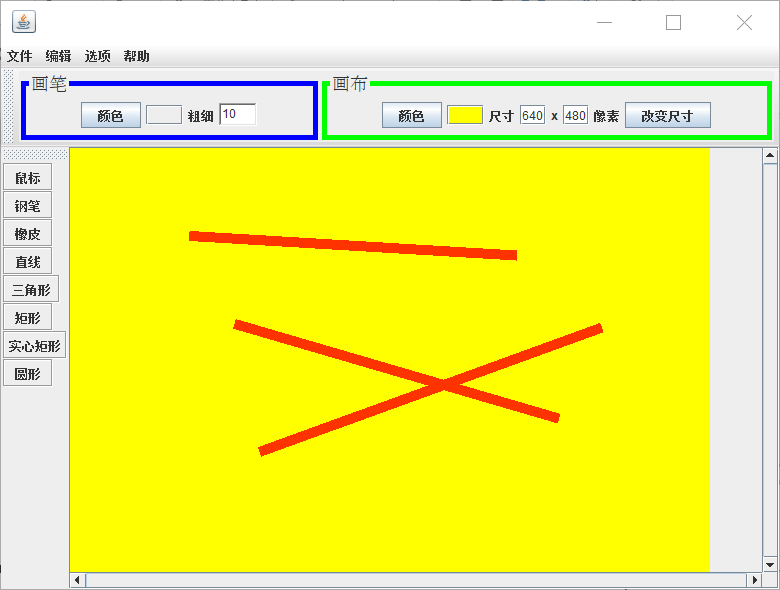 文件 编辑 选项 帮助
画笔 画布
颜色 粗细 10 颜色 尺寸 640 x 480 像素 改变尺寸
鼠标
钢笔
橡皮
直线
三角形
矩形
实心矩形
圆形